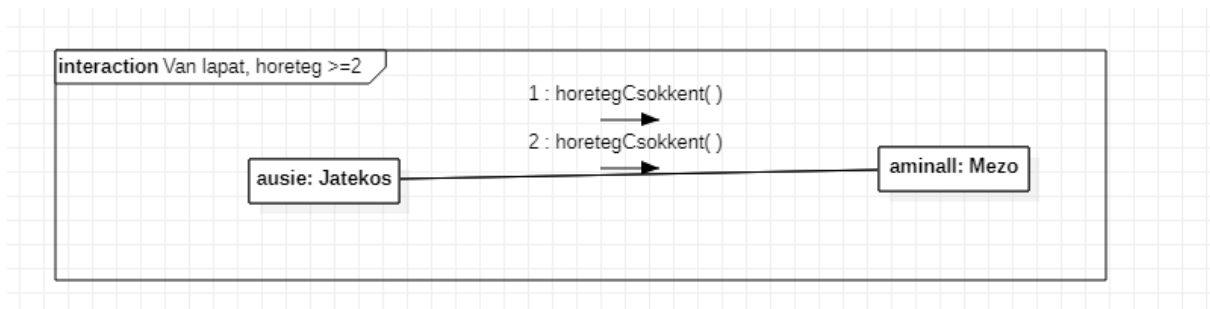 interaction Van lapat, horeteg >=2
1 : horetegCsokkent( )
2 : horetegCsokkent( )
ausie: Jatekos
aminall: Mezo